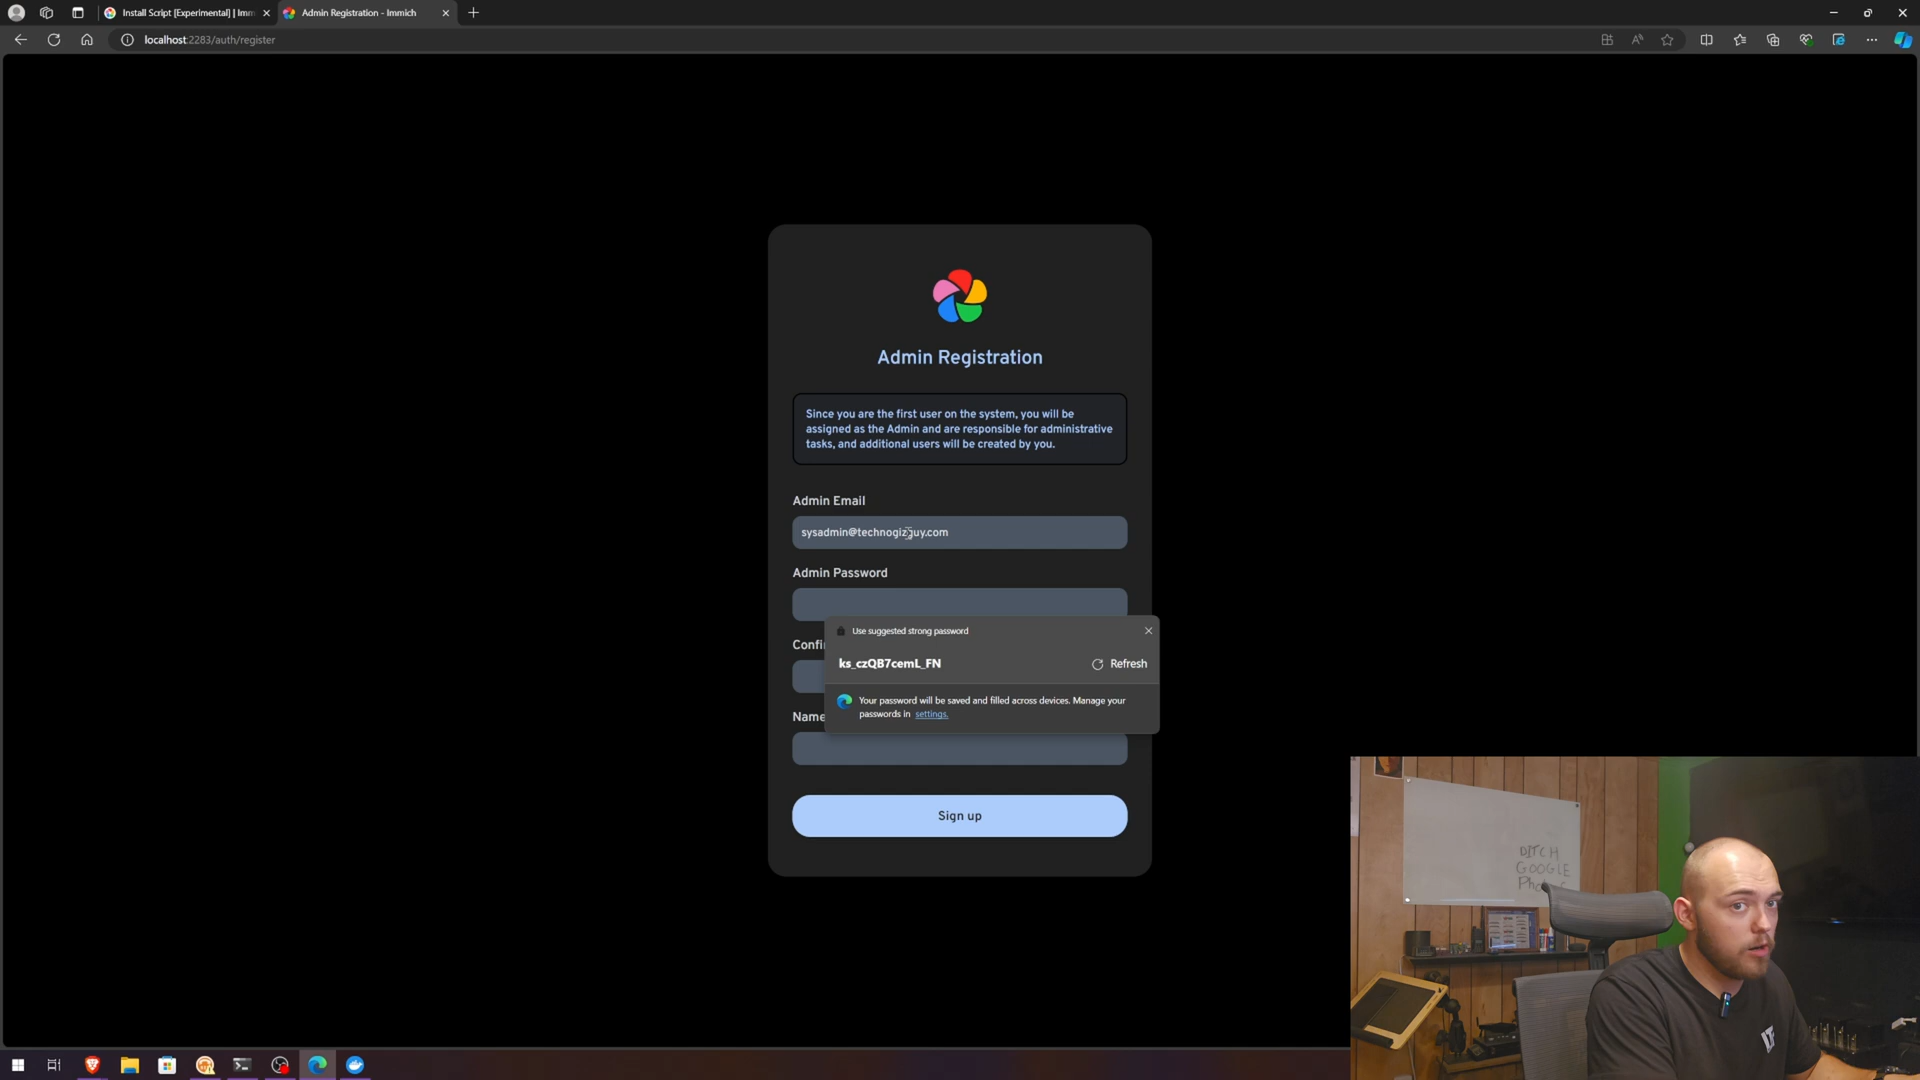 Install Script [Experimental] | Imm
Admin Registration - Immich
localhost:2283/auth/register
Admin Registration
Since you are the first user on the system, you will be
assigned as the Admin and are responsible for administrative
tasks, and additional users will be created by you.
Admin Email
sysadmin@technogizguy.com
Admin Password
Use suggested strong password
Confi
ks_czQB7cemL_FN
Refresh
Your password will be saved and filled across devices. Manage your
passwords in settings.
Name
Sign up
BITCH
GOOGLE